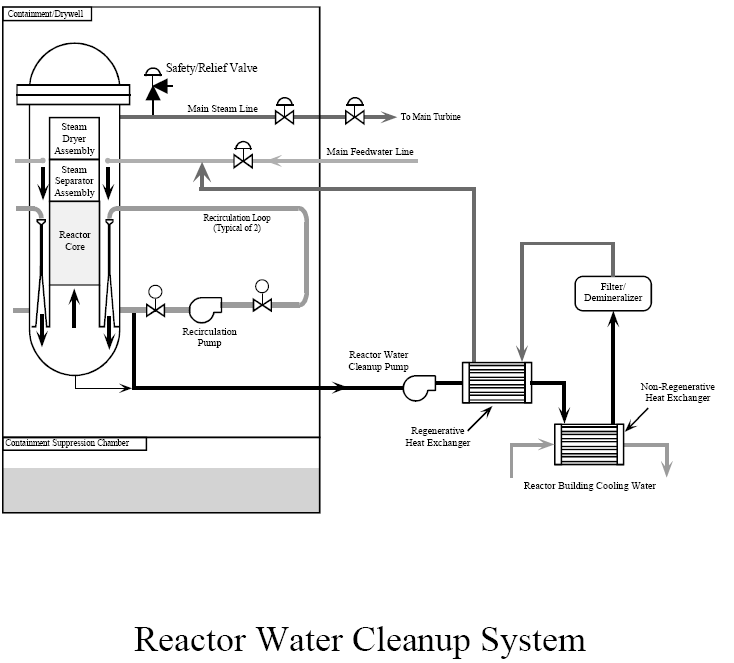 Containment/Drywell
Safety/Relief Valve
Main Steam Line
To Main Turbine
Steam
Dryer
Assembly
Main Feedwater Line
Steam
Separator
Assembly
Recirculation Loop
(Typical of 2)
Reactor
Core
Filter/
Demineralizer
Recirculation
Pump
Reactor Water
Cleanup Pump
Non-Regenerative
Heat Exchanger
Regenerative
Heat Exchanger
Containment Suppression Chamber
Reactor Building Cooling Water
Reactor Water Cleanup System